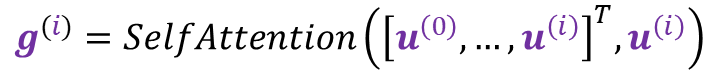 g^{(i)} = SelfAttention([u^{(0)}, …, u^{(i)}]^T, u^{(i)})